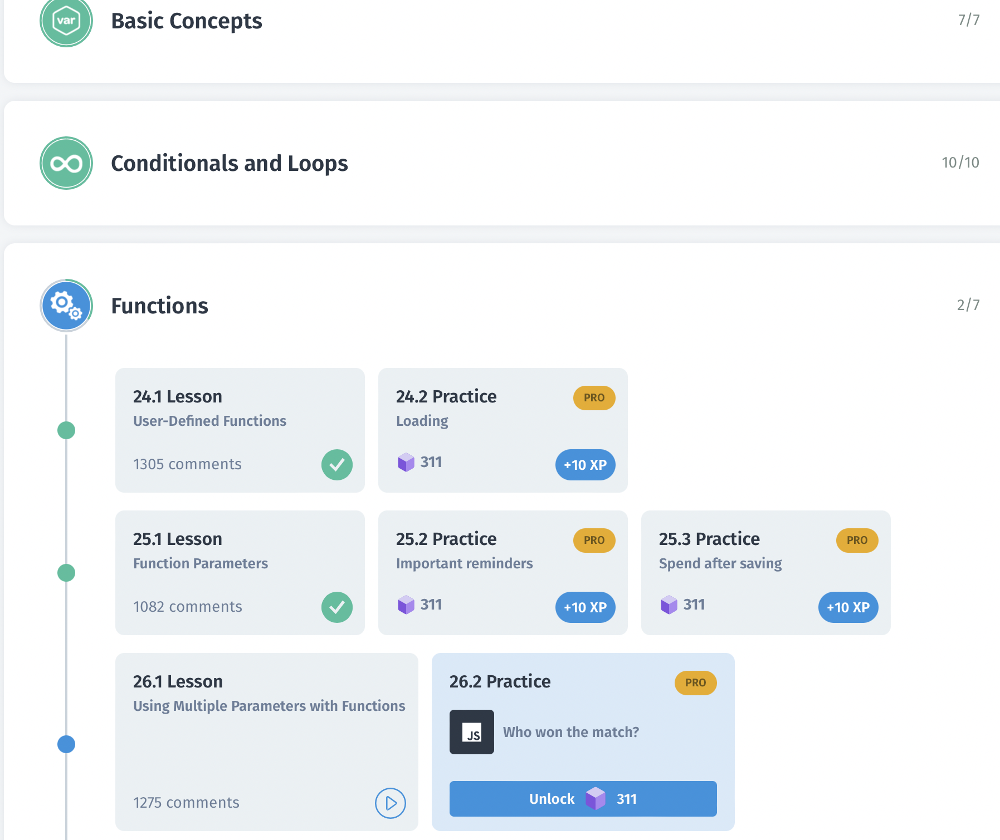 var
Basic Concepts
7/7
Conditionals and Loops
10/10
Functions
2/7
24.1 Lesson
User-Defined Functions
1305 comments
24.2 Practice
PRO
Loading
311
+10 XP
25.1 Lesson
Function Parameters
1082 comments
25.2 Practice
PRO
Important reminders
311
+10 XP
25.3 Practice
PRO
Spend after saving
311
+10 XP
26.1 Lesson
Using Multiple Parameters with Functions
1275 comments
26.2 Practice
PRO
JS
Who won the match?
Unlock 311